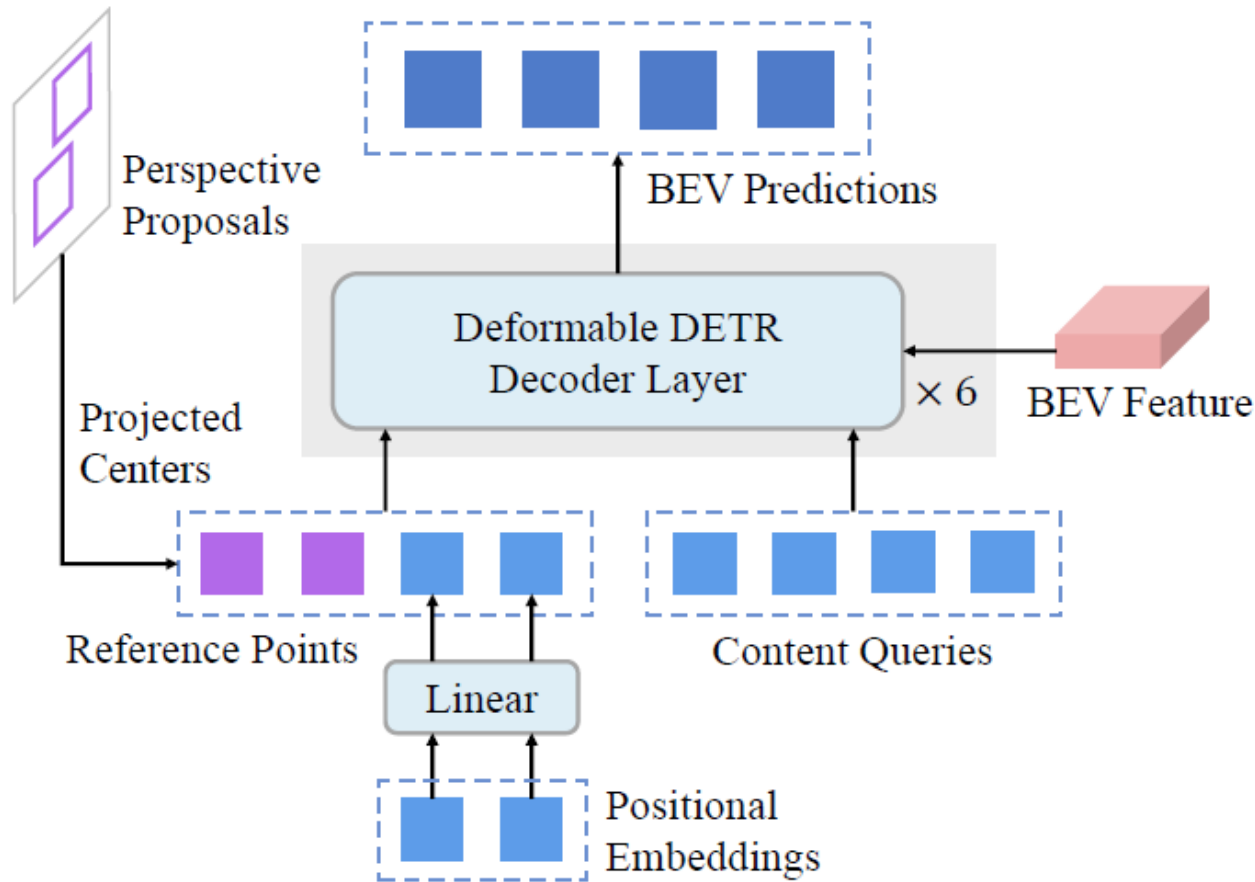 Perspective
Proposals
BEV Predictions
Deformable DETR
Decoder Layer
× 6
BEV Feature
Projected
Centers
Reference Points
Content Queries
Linear
Positional
Embeddings